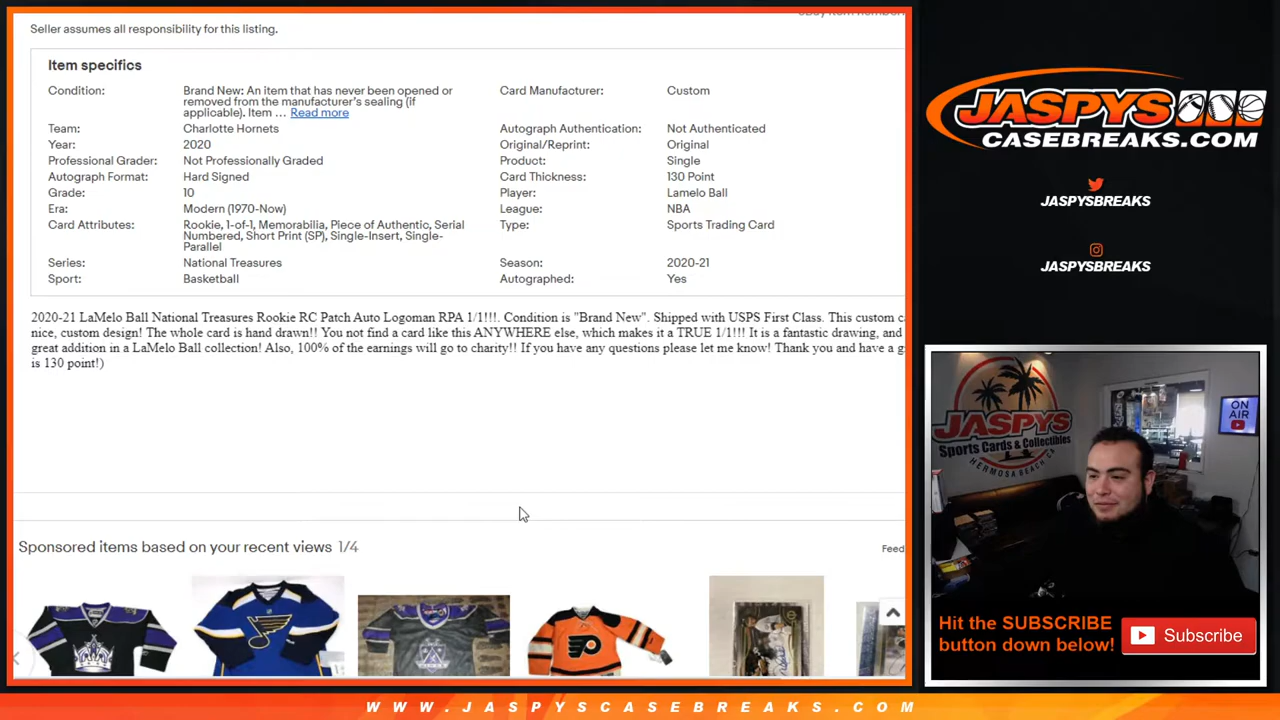 Seller assumes all responsibility for this listing.
Item specifics
Condition: Brand New: An item that has never been opened or
removed from the manufacturer's sealing (if
applicable). Item ... Read more
Card Manufacturer: Custom
Team: Charlotte Hornets
Autograph Authentication: Not Authenticated
Year: 2020
Original/Reprint: Original
Professional Grader: Not Professionally Graded
Product: Single
Autograph Format: Hard Signed
Card Thickness: 130 Point
Grade: 10
Player: Lamelo Ball
Era: Modern (1970-Now)
League: NBA
Card Attributes: Rookie, 1-of-1, Memorabilia, Piece of Authentic, Serial
Numbered, Short Print (SP), Single-Insert, Single-
Parallel
Type: Sports Trading Card
Series: National Treasures
Season: 2020-21
Sport: Basketball
Autographed: Yes
2020-21 LaMelo Ball National Treasures Rookie RC Patch Auto Logoman RPA 1/1!!!. Condition is "Brand New". Shipped with USPS First Class. This custom
nice, custom design! The whole card is hand drawn!! You not find a card like this ANYWHERE else, which makes it a TRUE 1/1!!! It is a fantastic drawing, and
great addition in a LaMelo Ball collection! Also, 100% of the earnings will go to charity!! If you have any questions please let me know! Thank you and have a
is 130 point!)
Sponsored items based on your recent views 1/4
Feed
JASPYS
CASEBREAKS.COM
JASPYSBREAKS
JASPYSBREAKS
JASPYS
Sports Cards & Collectibles
HERMOSA BEACH, CA
ON
AIR
Hit the SUBSCRIBE
button down below!
Subscribe
WWW.JASPYSCASEBREAKS.COM